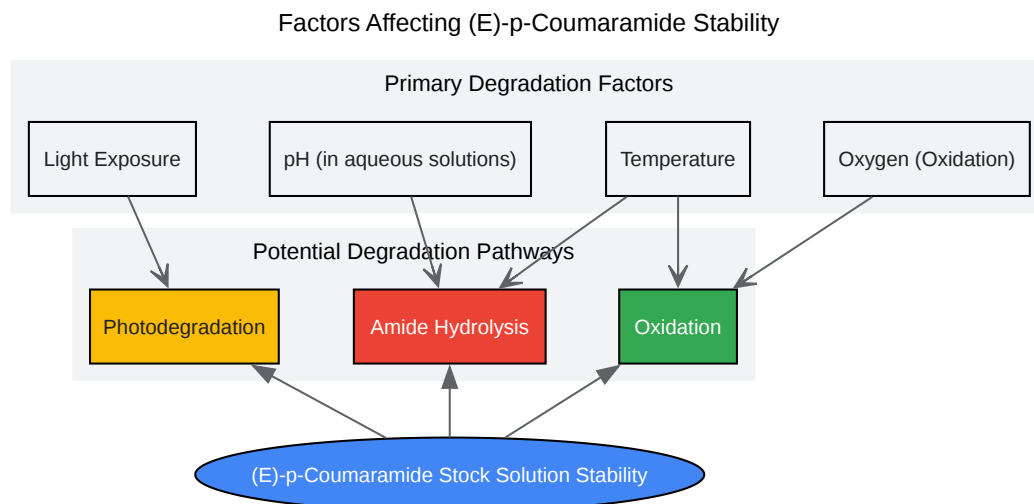 Factors Affecting (E)-p-Coumaramide Stability
Primary Degradation Factors
Light Exposure
pH (in aqueous solutions)
Temperature
Oxygen (Oxidation)
Potential Degradation Pathways
Photodegradation
Amide Hydrolysis
Oxidation
(E)-p-Coumaramide Stock Solution Stability